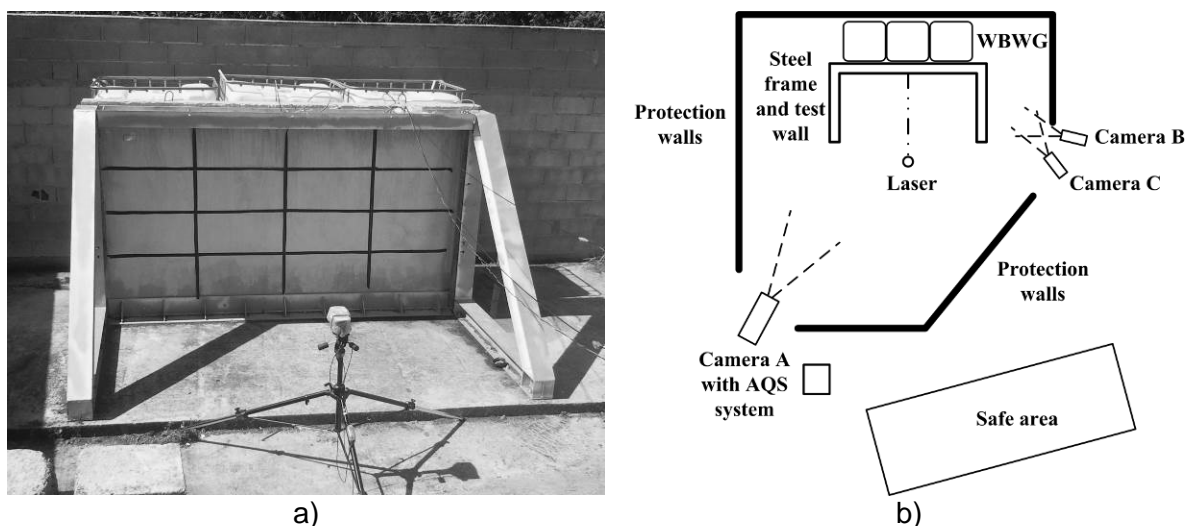 WBWG
Steel
frame
and test
wall
Protection
walls
Camera B
Laser
Camera C
Protection
walls
Camera A
with AQS
system
Safe area
a)
b)